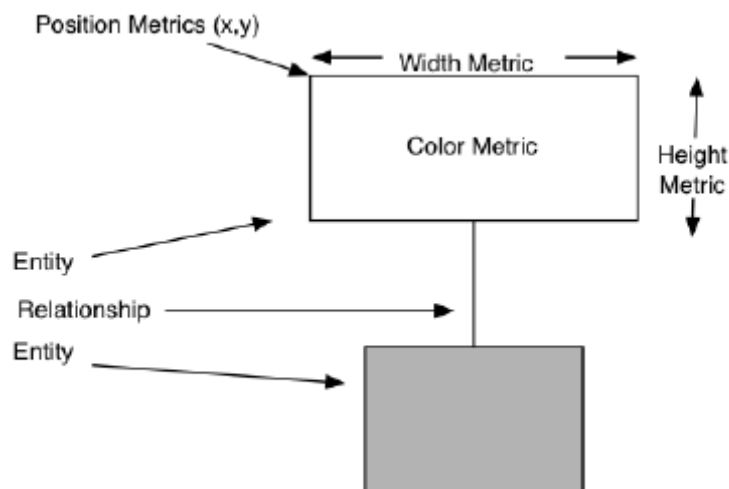 Position Metrics (x,y)
Width Metric
Color Metric
Height
Metric
Entity
Relationship
Entity